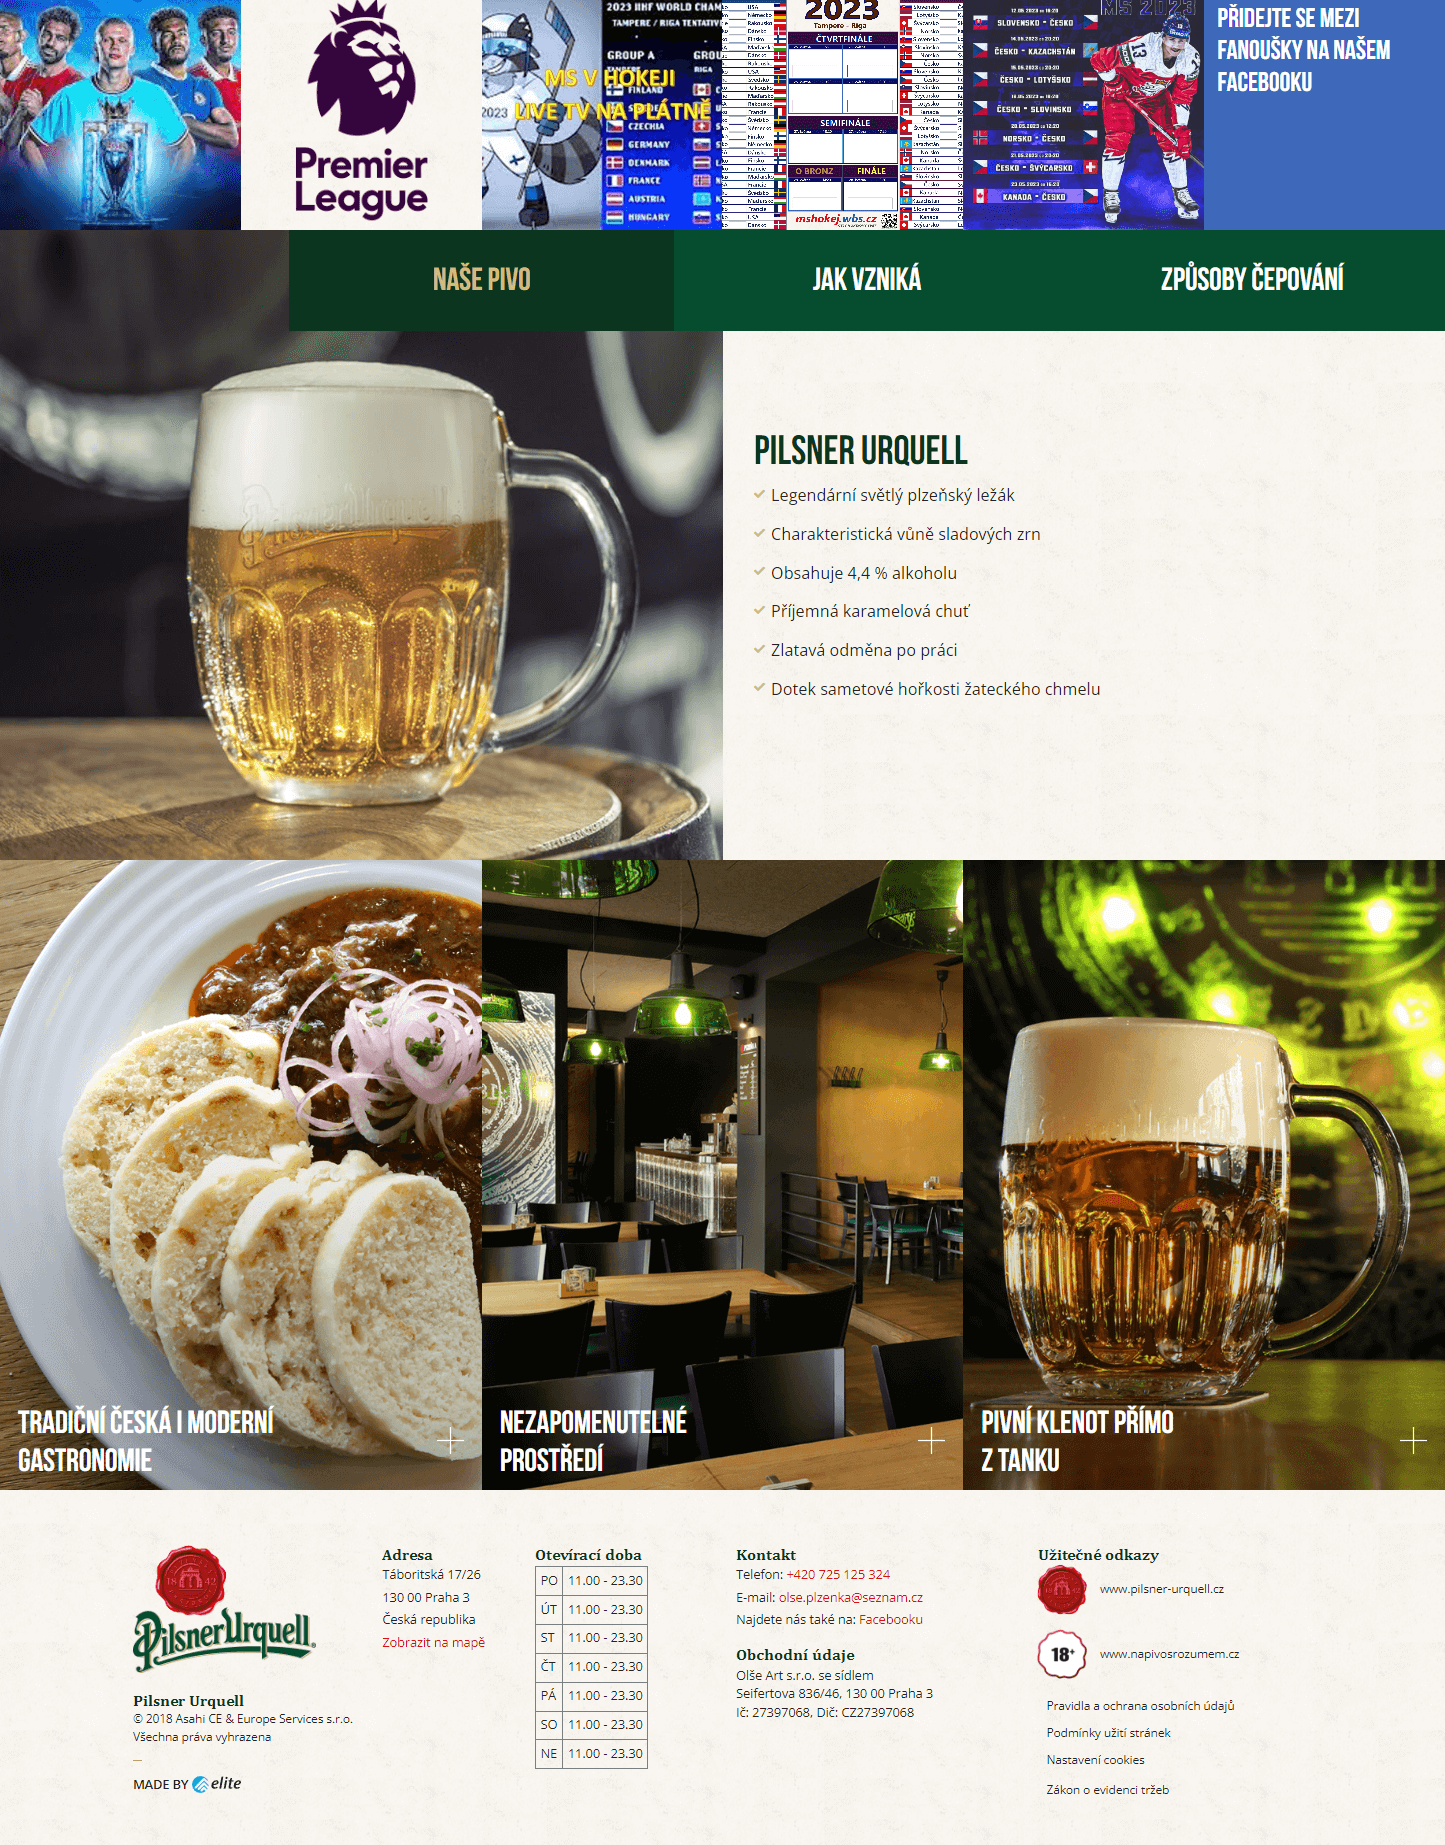 Premier
League
2023 IIHF WORLD CHAM
TAMPERE / RIGA TENTATIV
GROUP A
GROU
RIGA
MS V HOKEJI
LIVE TV NA PLÁTNĚ
FINLAND
CZECHIA
GERMANY
DENMARK
FRANCE
AUSTRIA
HUNGARY
2023
Tampere - Riga
ČTVRTFINÁLE
SEMIFINÁLE
O BRONZ
FINÁLE
mshokej.wbs.cz
MS 2023
SLOVENSKO - ČESKO
ČESKO - KAZACHSTÁN
ČESKO - LOTYŠSKO
ČESKO - SLOVINSKO
NORSKO - ČESKO
ČESKO - ŠVÝCARSKO
KANADA - ČESKO
PŘIDEJTE SE MEZI
FANOUŠKY NA NAŠEM
FACEBOOKU
NAŠE PIVO
JAK VZNIKÁ
ZPŮSOBY ČEPOVÁNÍ
PILSNER URQUELL
Legendární světlý plzeňský ležák
Charakteristická vůně sladových zrn
Obsahuje 4,4 % alkoholu
Příjemná karamelová chuť
Zlatavá odměna po práci
Dotek sametové hořkosti žateckého chmelu
TRADIČNÍ ČESKÁ I MODERNÍ
GASTRONOMIE
NEZAPOMENUTELNÉ
PROSTŘEDÍ
PIVNÍ KLENOT PŘÍMO
Z TANKU
Pilsner Urquell
Pilsner Urquell
© 2018 Asahi CE & Europe Services s.r.o.
Všechna práva vyhrazena
MADE BY elite
Adresa
Táboritská 17/26
130 00 Praha 3
Česká republika
Zobrazit na mapě
Otevírací doba
PO 11.00 - 23.30
ÚT 11.00 - 23.30
ST 11.00 - 23.30
ČT 11.00 - 23.30
PÁ 11.00 - 23.30
SO 11.00 - 23.30
NE 11.00 - 23.30
Kontakt
Telefon: +420 725 125 324
E-mail: olse.plzenka@seznam.cz
Najdete nás také na: Facebooku
Obchodní údaje
Olše Art s.r.o. se sídlem
Seifertova 836/46, 130 00 Praha 3
Ič: 27397068, Dič: CZ27397068
Užitečné odkazy
www.pilsner-urquell.cz
18+
www.napivosrozumem.cz
Pravidla a ochrana osobních údajů
Podmínky užití stránek
Nastavení cookies
Zákon o evidenci tržeb